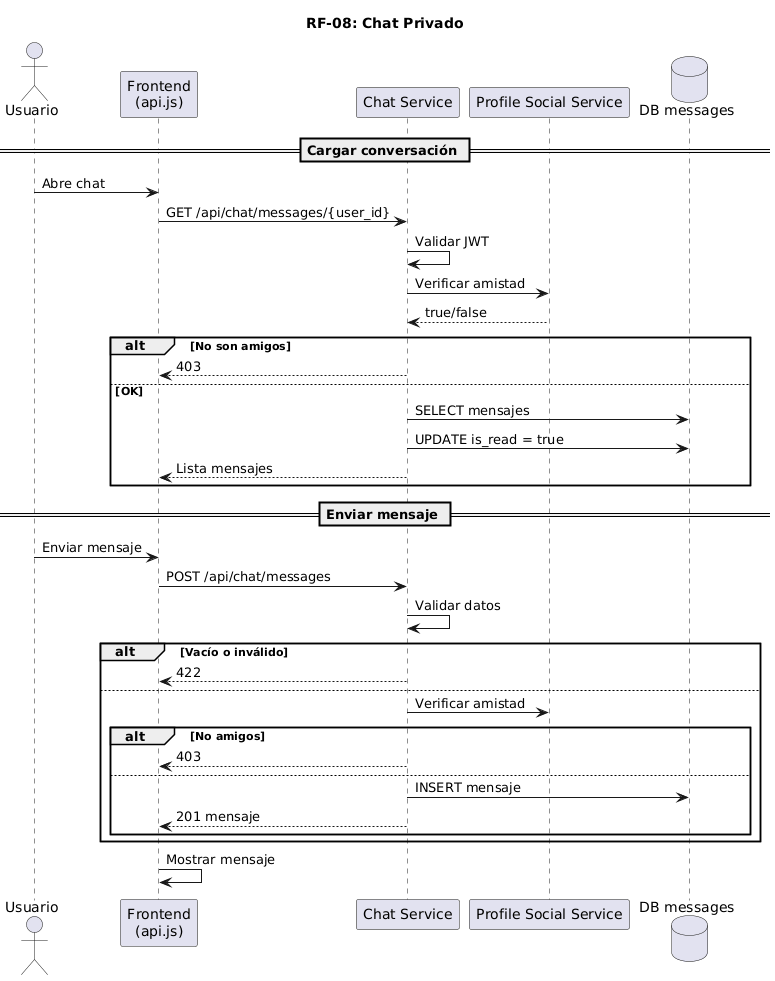 RF-08: Chat Privado
Usuario
Frontend
(api.js)
Chat Service
Profile Social Service
DB messages
Cargar conversación
Abre chat
GET /api/chat/messages/{user_id}
Validar JWT
Verificar amistad
true/false
alt
[No son amigos]
403
[OK]
SELECT mensajes
UPDATE is_read = true
Lista mensajes
Enviar mensaje
Enviar mensaje
POST /api/chat/messages
Validar datos
alt
[Vacío o inválido]
422
Verificar amistad
alt
[No amigos]
403
INSERT mensaje
201 mensaje
Mostrar mensaje
Usuario
Frontend
(api.js)
Chat Service
Profile Social Service
DB messages